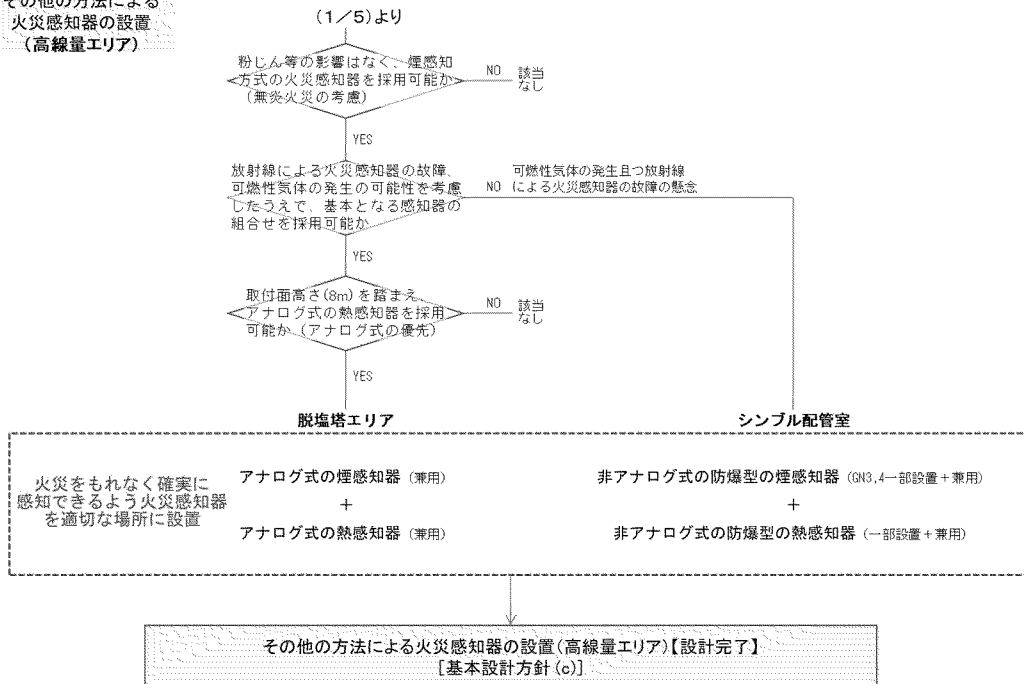 その他の方法による
火災感知器の設置
(高線量エリア)
(1/5)より
粉じん等の影響はなく、煙感知
方式の火災感知器を採用可能か
(無炎火災の考慮)
NO
該当
なし
YES
放射線による火災感知器の故障、
可燃性気体の発生の可能性を考慮
したうえで、基本となる感知器の
組合せを採用可能か
NO
可燃性気体の発生且つ放射線
による火災感知器の故障の懸念
YES
取付面高さ(8m)を踏まえ、
アナログ式の熱感知器を採用
可能か(アナログ式の優先)
NO
該当
なし
YES
脱塩塔エリア
シンブル配管室
火災をもれなく確実に
感知できるよう火災感知器
を適切な場所に設置
アナログ式の煙感知器(兼用)
+
アナログ式の熱感知器(兼用)
非アナログ式の防爆型の煙感知器(GN3,4一部設置+兼用)
+
非アナログ式の防爆型の熱感知器(一部設置+兼用)
その他の方法による火災感知器の設置(高線量エリア)【設計完了】
[基本設計方針(c)]